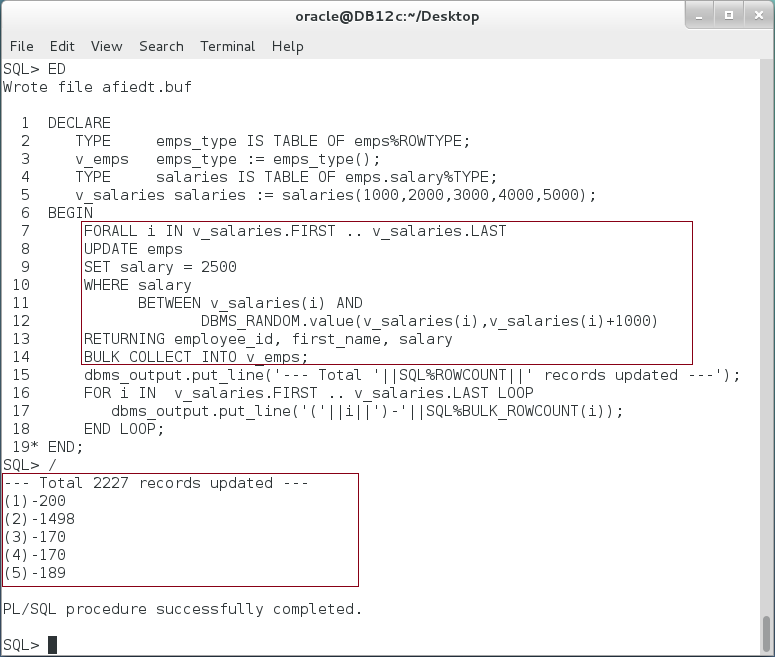 oracle@DB12c:~/Desktop
File Edit View Search Terminal Help
SQL> ED
Wrote file afiedt.buf
1 DECLARE
2 TYPE emps_type IS TABLE OF emps%ROWTYPE;
3 v_emps emps_type := emps_type();
4 TYPE salaries IS TABLE OF emps.salary%TYPE;
5 v_salaries salaries := salaries(1000,2000,3000,4000,5000);
6 BEGIN
7 FORALL i IN v_salaries.FIRST .. v_salaries.LAST
8 UPDATE emps
9 SET salary = 2500
10 WHERE salary
11 BETWEEN v_salaries(i) AND
12 DBMS_RANDOM.value(v_salaries(i),v_salaries(i)+1000)
13 RETURNING employee_id, first_name, salary
14 BULK COLLECT INTO v_emps;
15 dbms_output.put_line('--- Total '||SQL%ROWCOUNT||' records updated ---');
16 FOR i IN  v_salaries.FIRST .. v_salaries.LAST LOOP
17 dbms_output.put_line('('||i||')-'||SQL%BULK_ROWCOUNT(i));
18 END LOOP;
19* END;
SQL> /
--- Total 2227 records updated ---
(1)-200
(2)-1498
(3)-170
(4)-170
(5)-189
PL/SQL procedure successfully completed.
SQL>